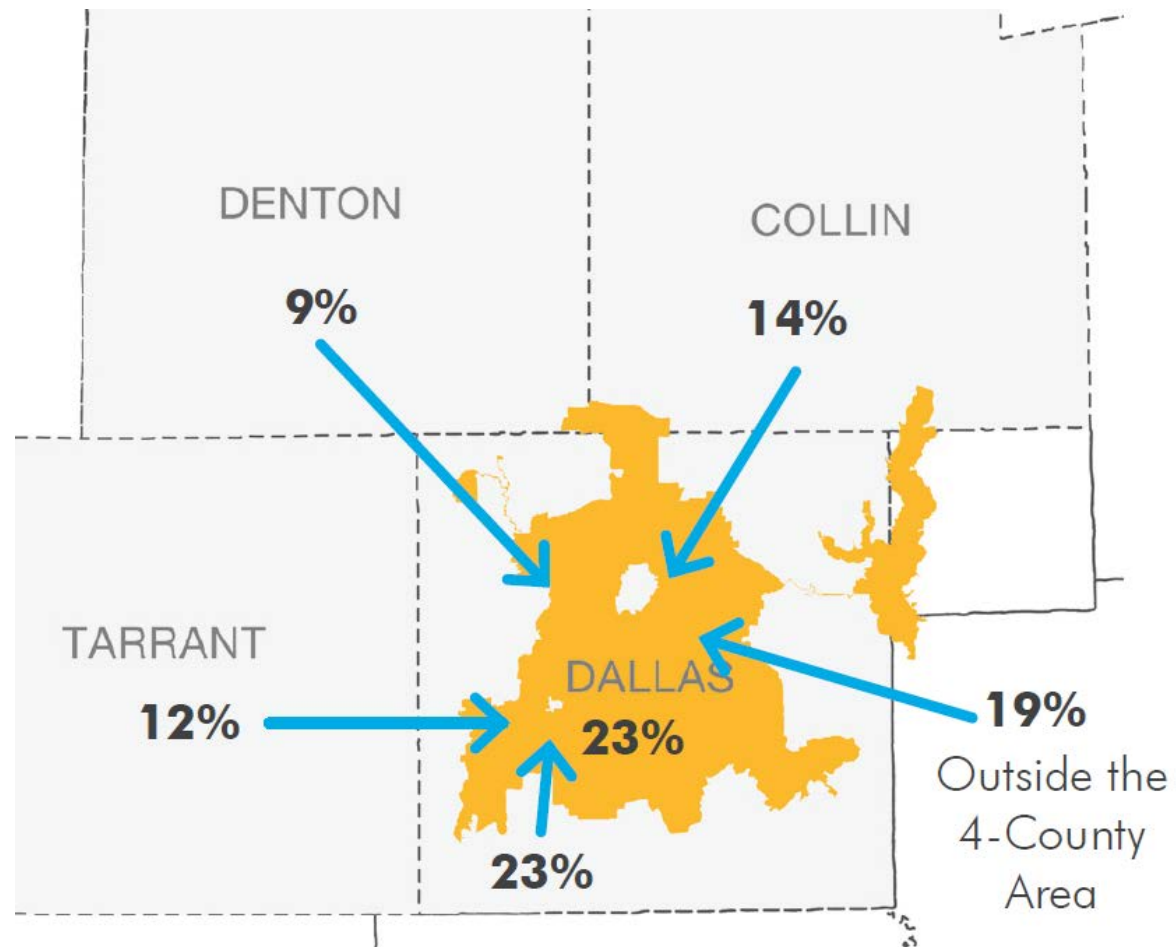 DENTON
9%
COLLIN
14%
TARRANT
12%
DALLAS
23%
23%
19%
Outside the
4-County
Area